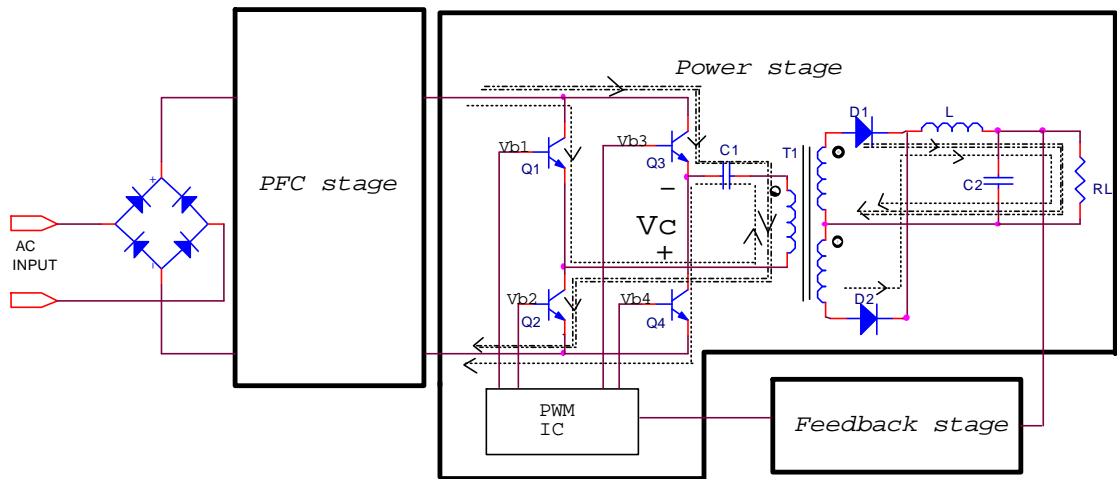 Power stage
PFC stage
AC
INPUT
+
-
Vb1
Q1
Vb3
Q3
C1
T1
D1
L
C2
RL
−
Vc
+
Vb2
Q2
Vb4
Q4
D2
PWM
IC
Feedback stage